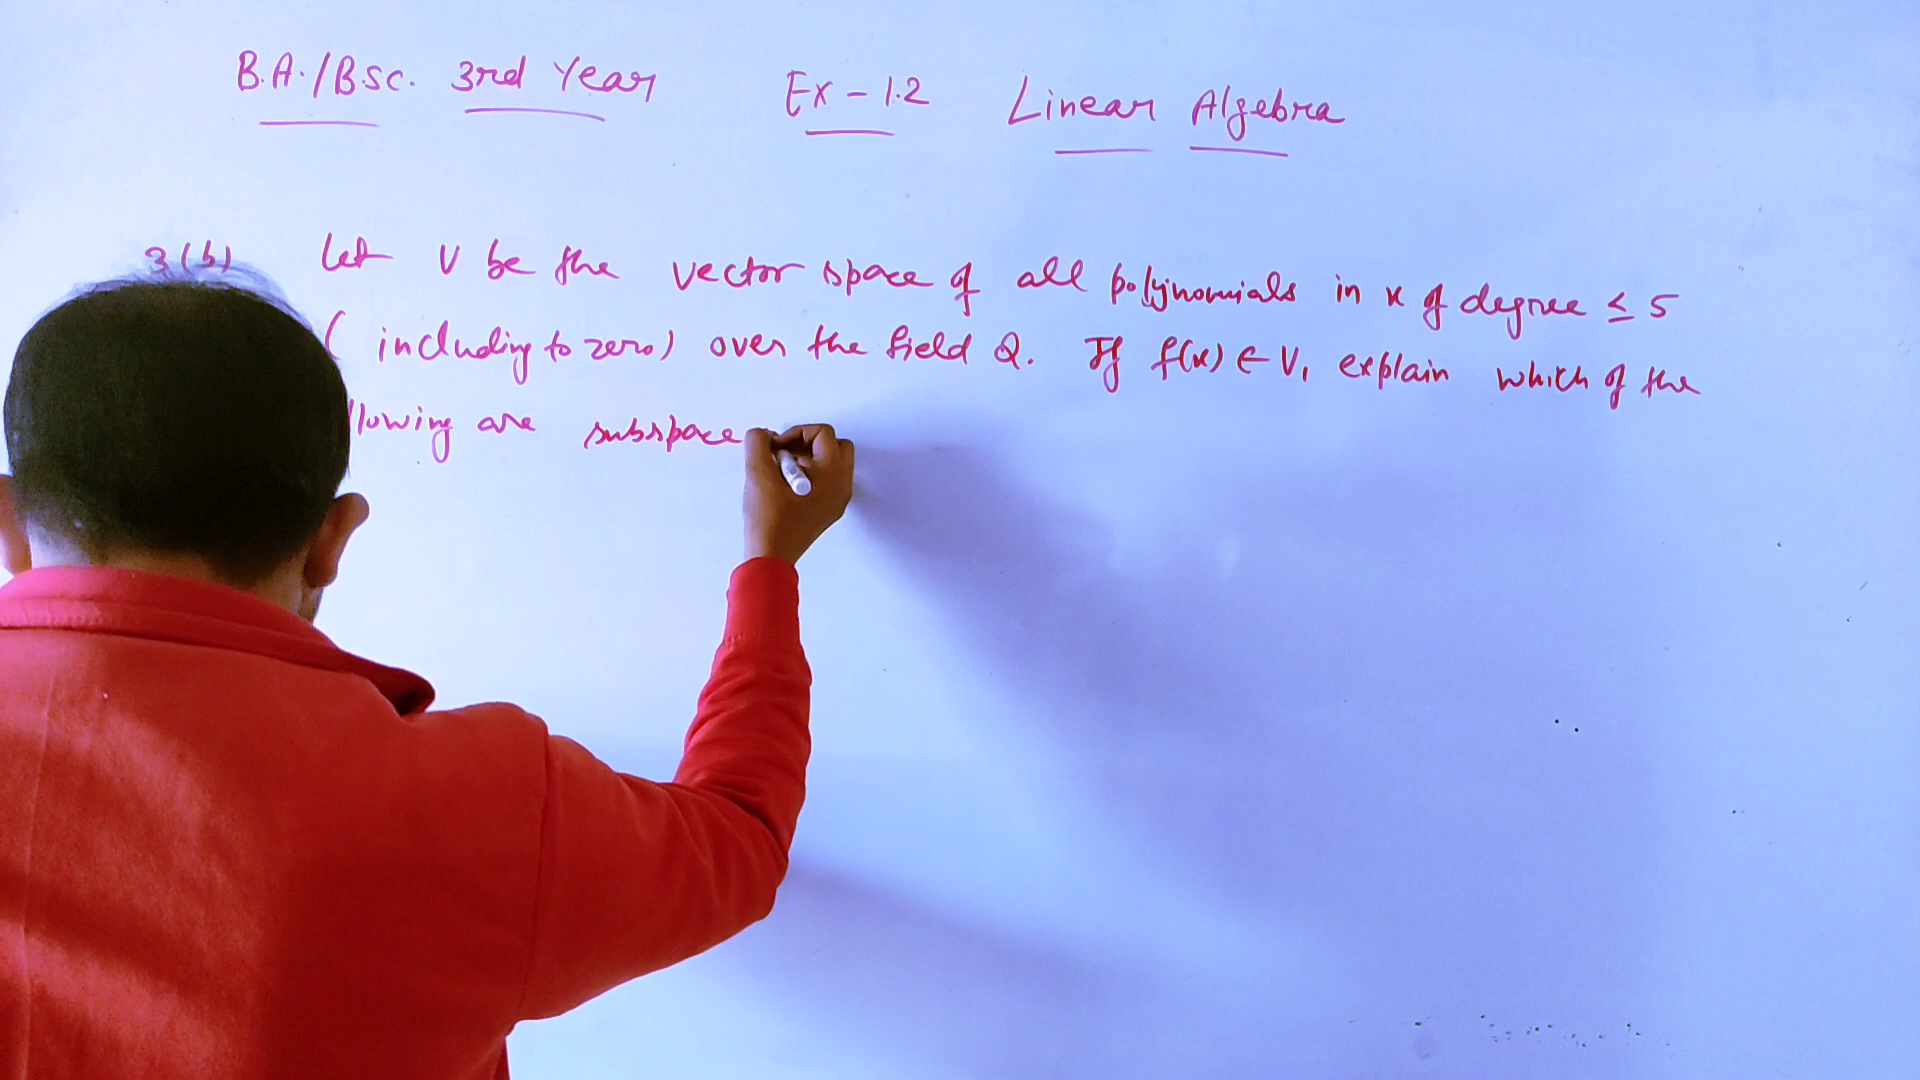 B.A./B.sc. 3rd Year Ex - 1.2 Linear Algebra
3(b) Let V be the vector space of all polynomials in x of degree ≤ 5
( including to zero) over the field Q. If f(x) ∈ V, explain which of the
llowing are subspace